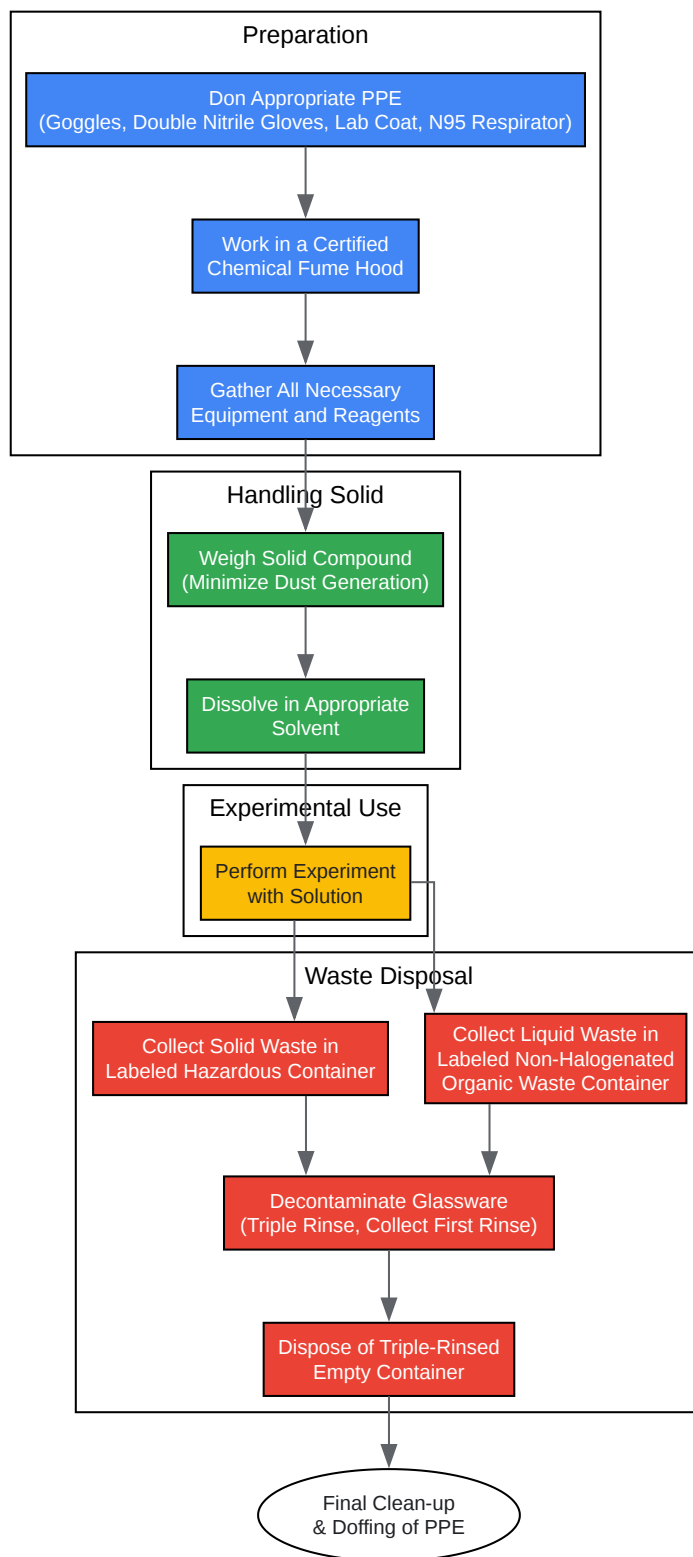 Preparation
Don Appropriate PPE
(Goggles, Double Nitrile Gloves, Lab Coat, N95 Respirator)
Work in a Certified
Chemical Fume Hood
Gather All Necessary
Equipment and Reagents
Handling Solid
Weigh Solid Compound
(Minimize Dust Generation)
Dissolve in Appropriate
Solvent
Experimental Use
Perform Experiment
with Solution
Waste Disposal
Collect Solid Waste in
Labeled Hazardous Container
Collect Liquid Waste in
Labeled Non-Halogenated
Organic Waste Container
Decontaminate Glassware
(Triple Rinse, Collect First Rinse)
Dispose of Triple-Rinsed
Empty Container
Final Clean-up
& Doffing of PPE